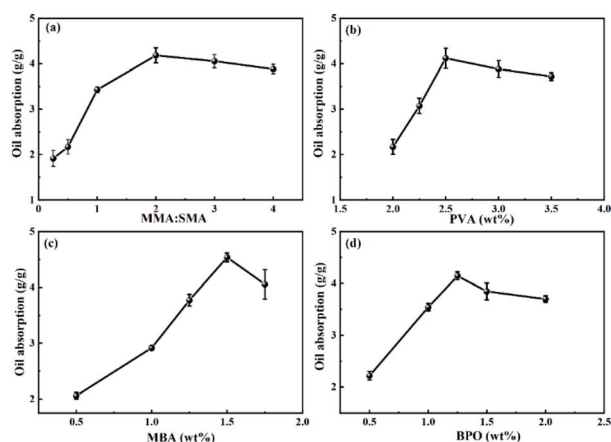 (a)
Oil absorption (g/g)
5
4
3
2
1
0 1 2 3 4
MMA:SMA
(b)
Oil absorption (g/g)
5
4
3
2
1
1.5 2.0 2.5 3.0 3.5 4.0
PVA (wt%)
(c)
Oil absorption (g/g)
5
4
3
2
0.5 1.0 1.5 2.0
MBA (wt%)
(d)
Oil absorption (g/g)
5
4
3
2
0.5 1.0 1.5 2.0 2.5
BPO (wt%)